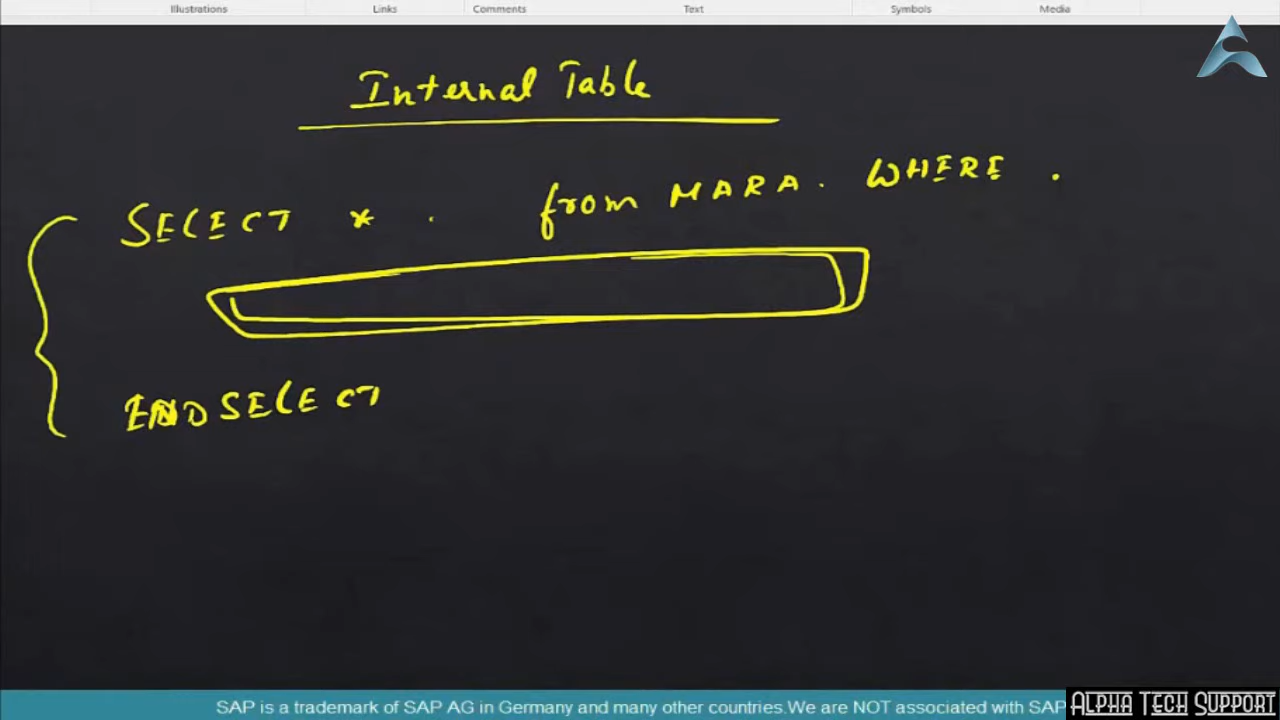 Illustrations Links Comments Text Symbols Media
Internal Table
SELECT * . from MARA. WHERE .
ENDSELECT
SAP is a trademark of SAP AG in Germany and many other countries.We are NOT associated with SAP
ALPHA TECH SUPPORT